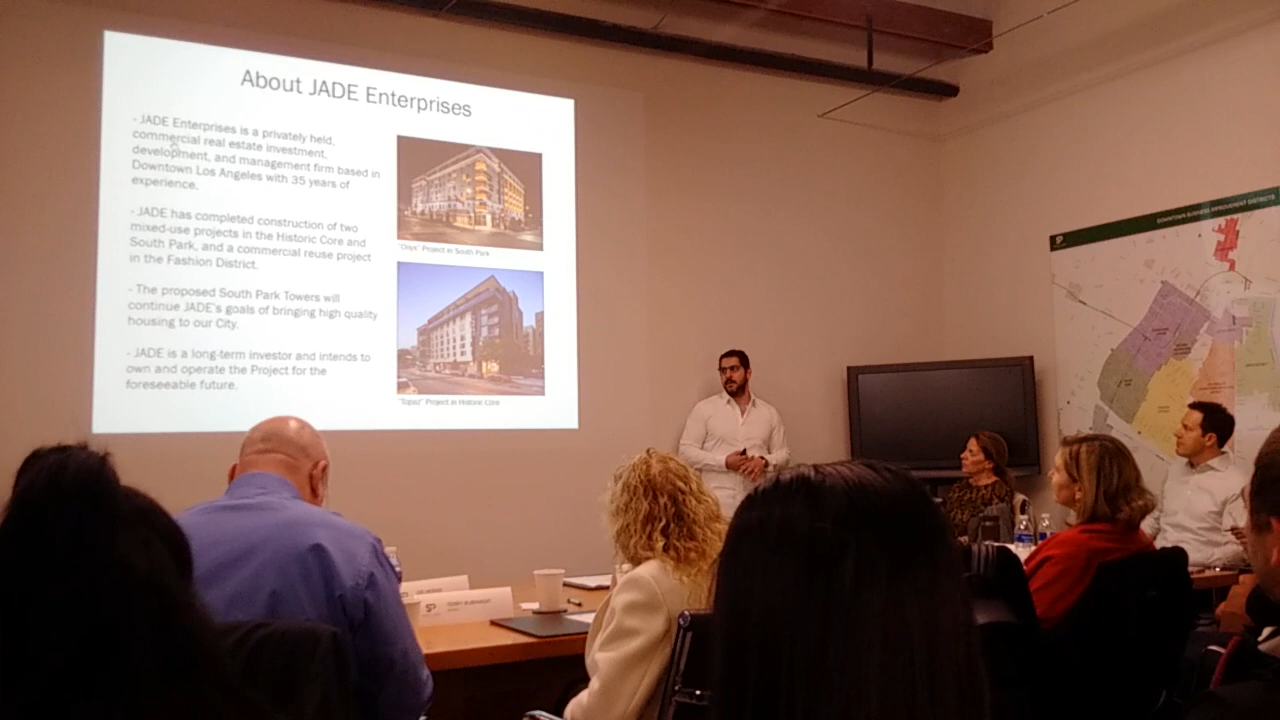 About JADE Enterprises
- JADE Enterprises is a privately held,
commercial real estate investment,
development, and management firm based in
Downtown Los Angeles with 35 years of
experience.
- JADE has completed construction of two
mixed-use projects in the Historic Core and
South Park, and a commercial reuse project
in the Fashion District.
- The proposed South Park Towers will
continue JADE's goals of bringing high quality
housing to our City.
- JADE is a long-term investor and intends to
own and operate the Project for the
foreseeable future.
"Onyx" Project in South Park
"Topaz" Project in Historic Core
DOWNTOWN BUSINESS IMPROVEMENT DISTRICTS